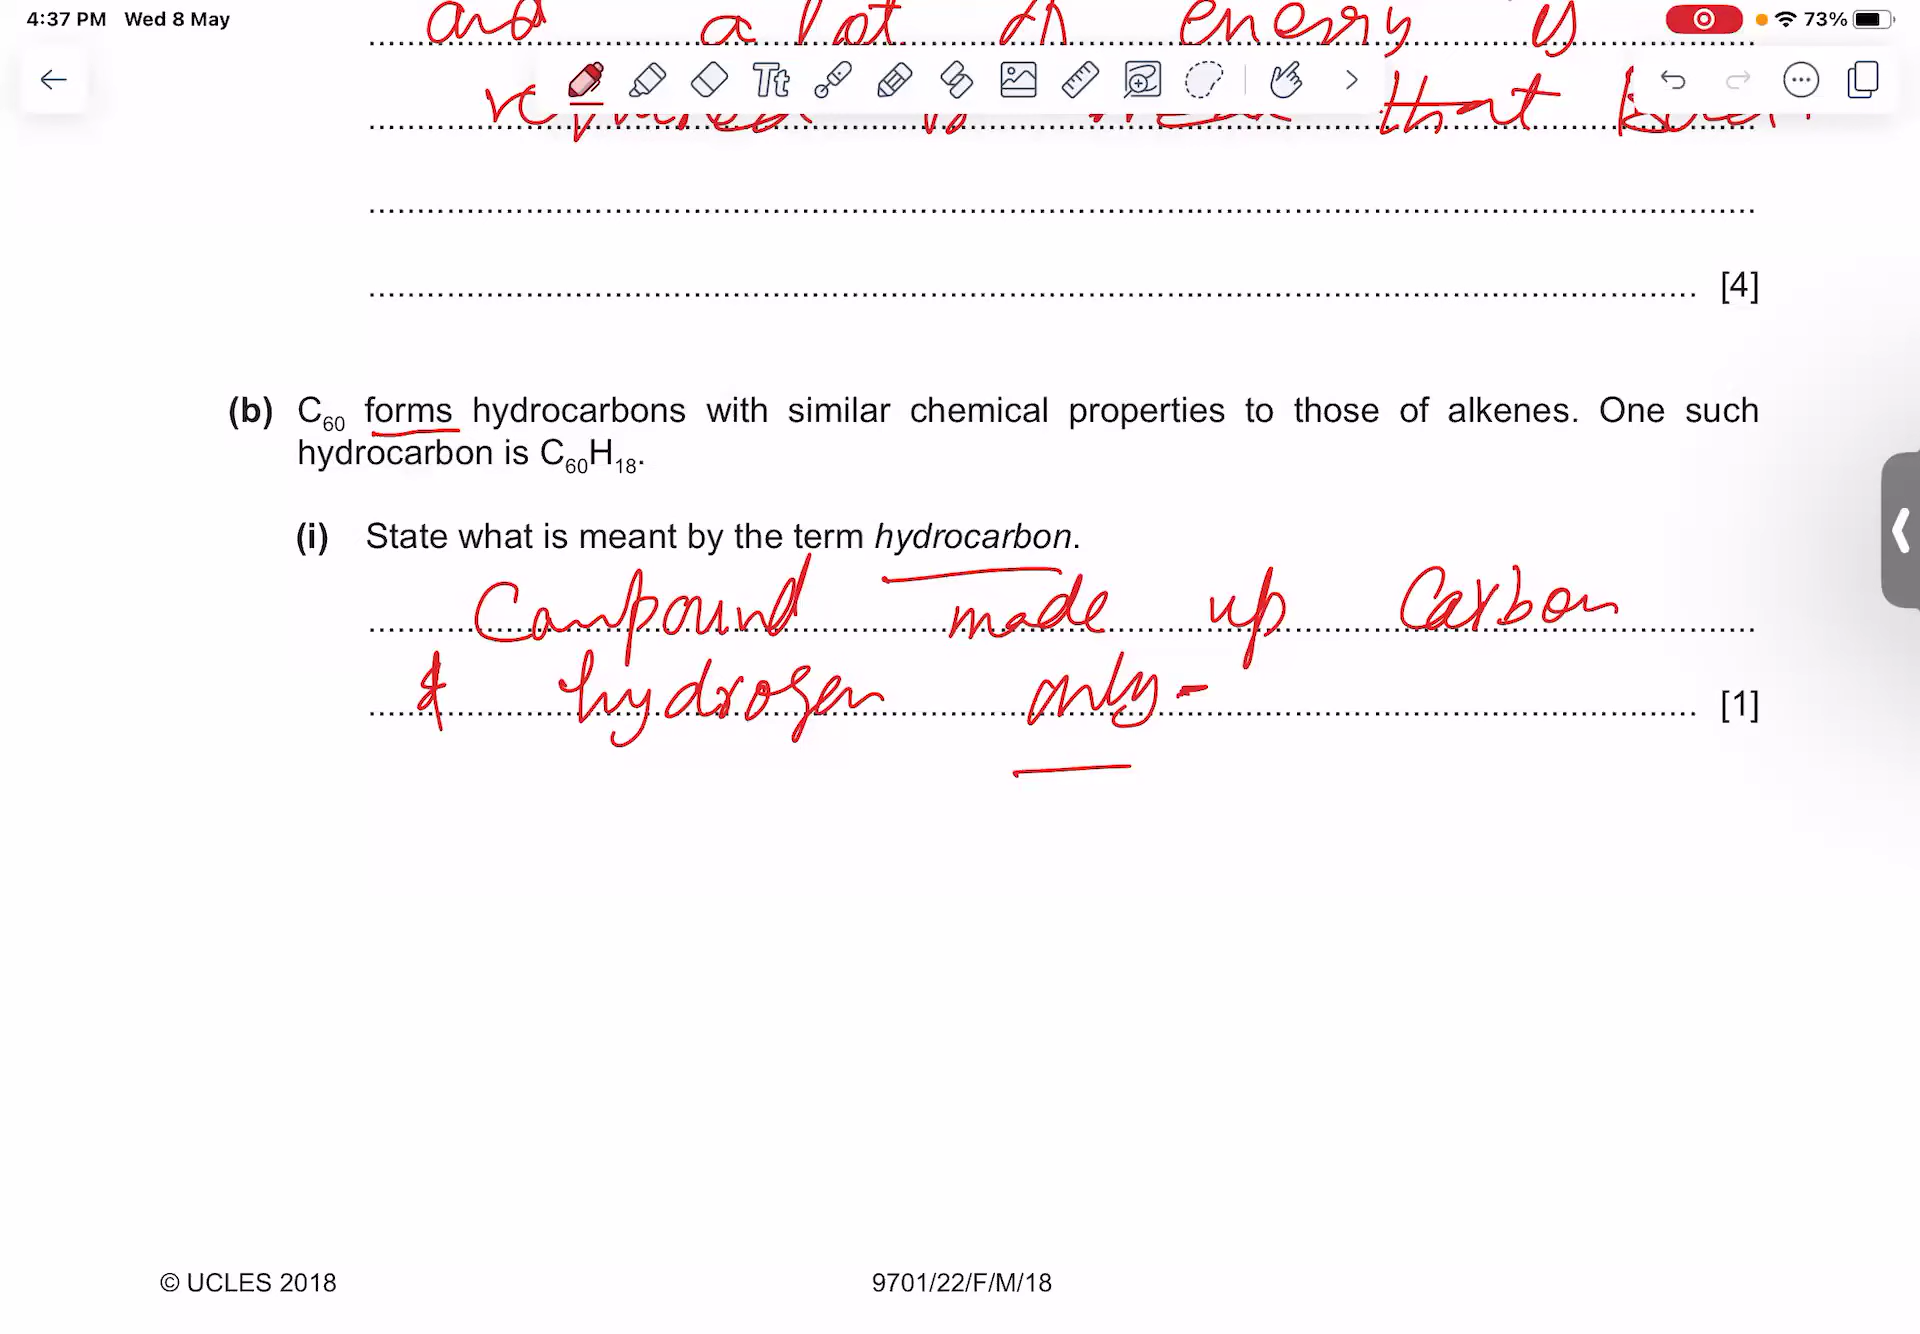 4:37 PM Wed 8 May
73%
and a lot of energy is
Tt
that
[4]
(b) C60 forms hydrocarbons with similar chemical properties to those of alkenes. One such
hydrocarbon is C60H18.
(i) State what is meant by the term hydrocarbon.
Compound made up Carbon
& hydrogen only-
[1]
© UCLES 2018
9701/22/F/M/18